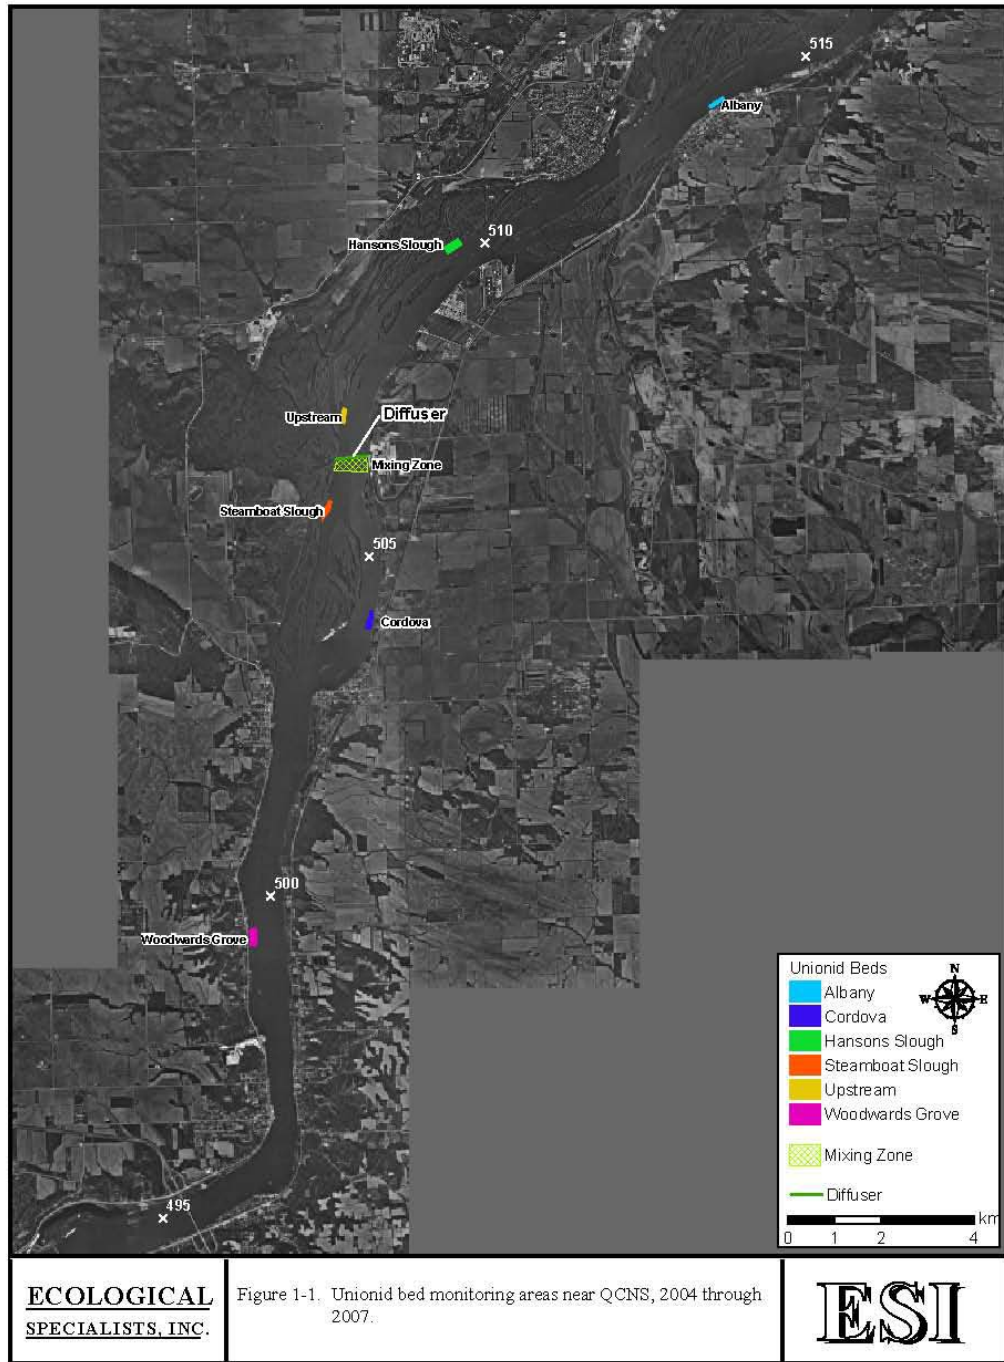 515
Albany
Hansons Slough
510
Upstream
Diffuser
Mixing Zone
Steamboat Slough
505
Cordova
500
Woodwards Grove
495
Unionid Beds
Albany
Cordova
Hansons Slough
Steamboat Slough
Upstream
Woodwards Grove
Mixing Zone
Diffuser
N
W E
S
km
0 1 2 4
ECOLOGICAL
SPECIALISTS, INC.
Figure 1-1. Unionid bed monitoring areas near QCNS, 2004 through
2007.
ESI